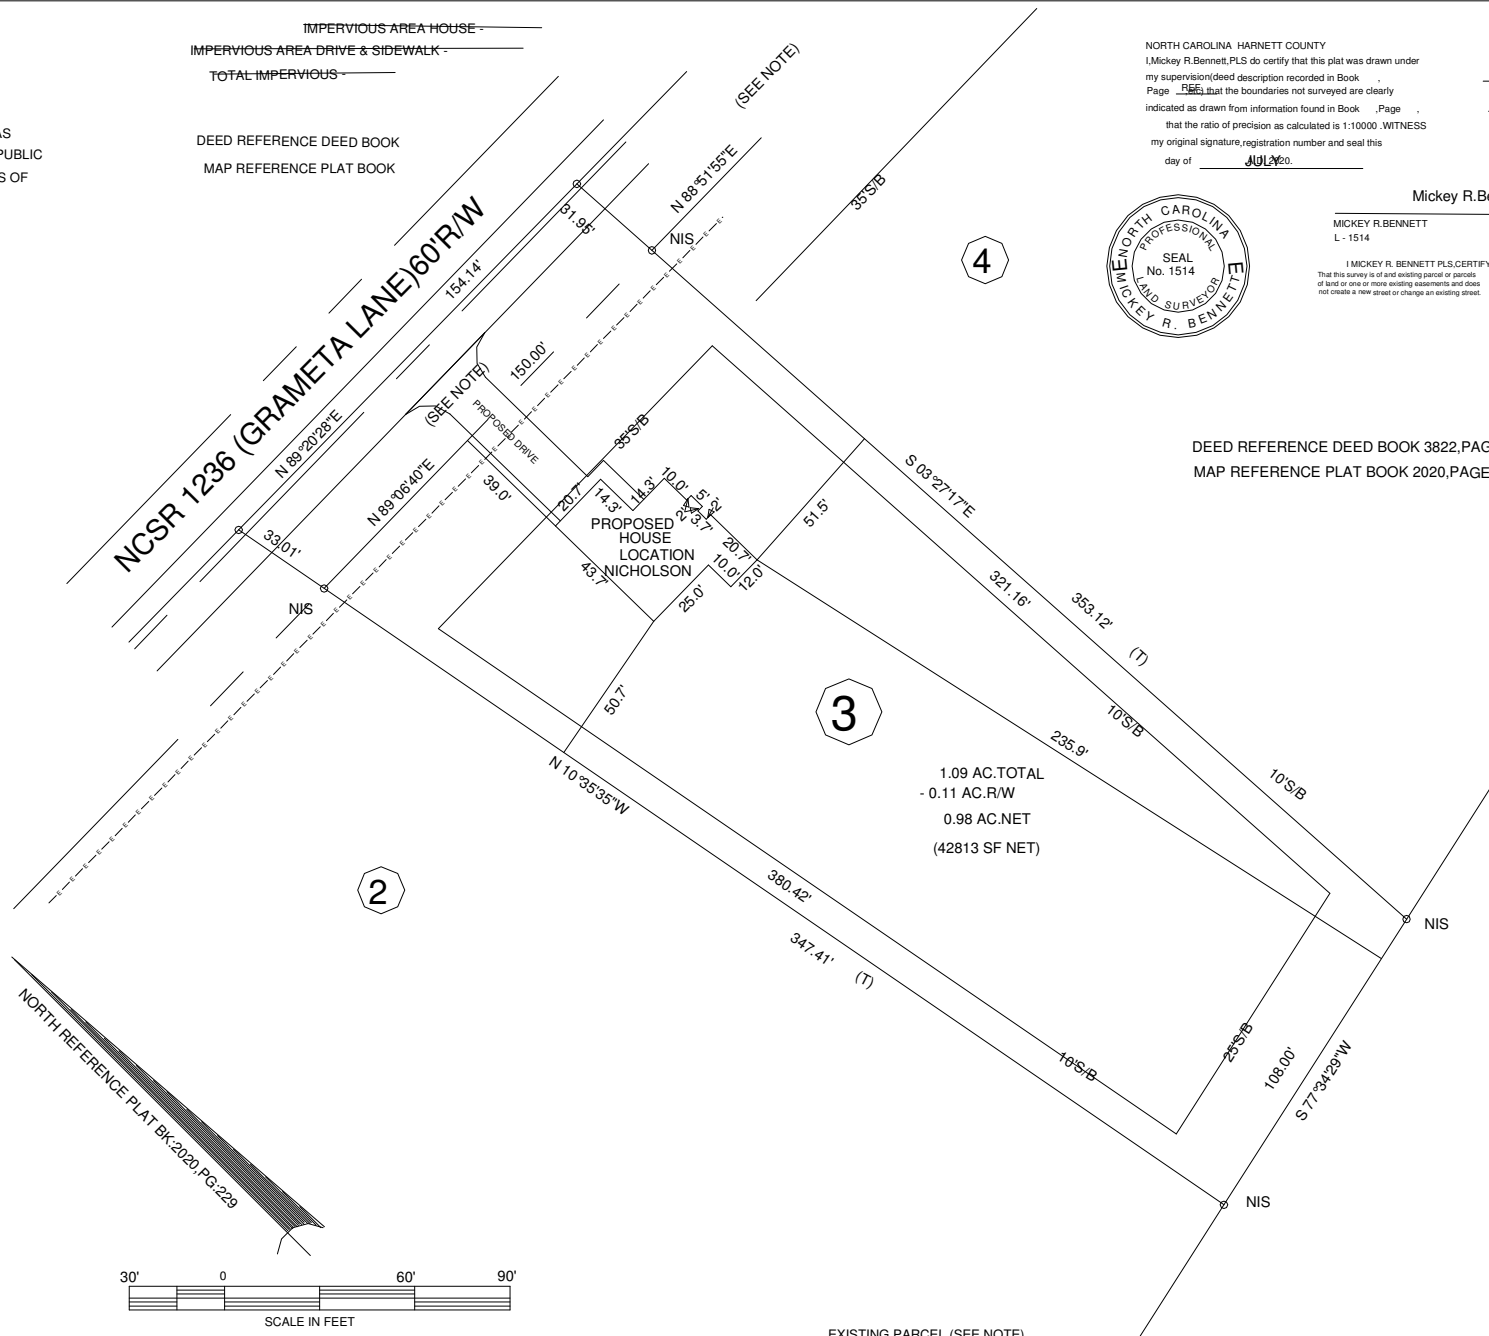 IMPERVIOUS AREA HOUSE -
IMPERVIOUS AREA DRIVE & SIDEWALK -
TOTAL IMPERVIOUS -
AS
PUBLIC
S OF
DEED REFERENCE DEED BOOK
MAP REFERENCE PLAT BOOK
NORTH CAROLINA HARNETT COUNTY
I,Mickey R.Bennett,PLS do certify that this plat was drawn under
my supervision(deed description recorded in Book ,
Page REF. ,etc) that the boundaries not surveyed are clearly
indicated as drawn from information found in Book ,Page ,
that the ratio of precision as calculated is 1:10000 .WITNESS
my original signature,registration number and seal this
day of JULY A.D.,2020.
Mickey R.Be
MICKEY R.BENNETT
L - 1514
I MICKEY R. BENNETT PLS,CERTIFY
That this survey is of and existing parcel or parcels
of land or one or more existing easements and does
not create a new street or change an existing street.
NORTH CAROLINA
PROFESSIONAL
SEAL
No. 1514
LAND SURVEYOR
MICKEY R. BENNETT
DEED REFERENCE DEED BOOK 3822,PAG
MAP REFERENCE PLAT BOOK 2020,PAGE
(SEE NOTE)
N 88°51'55"E
35'S/B
4
31.95'
NIS
154.14'
NCSR 1236 (GRAMETA LANE)60'R/W
N 89°20'28"E
150.00'
(SEE NOTE)
PROPOSED DRIVE
35'S/B
N 89°06'40"E
39.0'
33.01'
NIS
20.7'
14.3'
14.3'
10.0'
5'
2'
2'
3.7'
20.7'
10.0'
12.0'
25.0'
43.7'
PROPOSED
HOUSE
LOCATION
NICHOLSON
51.5'
50.7'
S 03°27'17"E
321.16'
353.12'
(T)
10'S/B
10'S/B
235.9'
3
1.09 AC.TOTAL
- 0.11 AC.R/W
0.98 AC.NET
(42813 SF NET)
N 10°35'35"W
380.42'
347.41'
(T)
10'S/B
25'S/B
108.00'
S 77°34'29"W
NIS
NIS
2
NORTH REFERENCE PLAT BK:2020,PG:229
30' 0 60' 90'
SCALE IN FEET
EXISTING PARCEL (SEE NOTE)